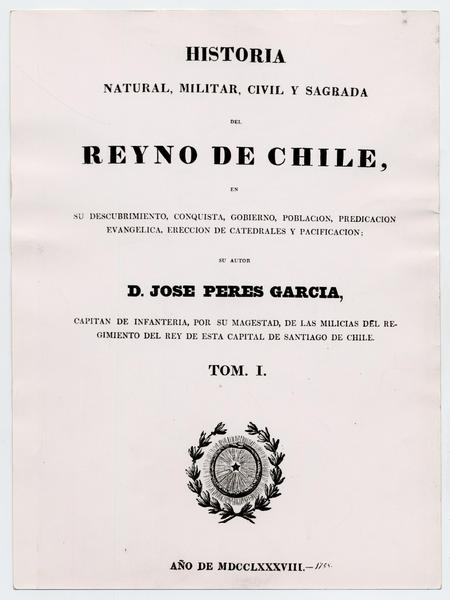 HISTORIA
NATURAL, MILITAR, CIVIL Y SAGRADA
DEL
REYNO DE CHILE,
EN
SU DESCUBRIMIENTO, CONQUISTA, GOBIERNO, POBLACION, PREDICACION
EVANGELICA, ERECCION DE CATEDRALES Y PACIFICACION:
SU AUTOR
D. JOSE PERES GARCIA,
CAPITAN DE INFANTERIA, POR SU MAGESTAD, DE LAS MILICIAS DEL RE-
GIMIENTO DEL REY DE ESTA CAPITAL DE SANTIAGO DE CHILE.
TOM. I.
AÑO DE MDCCLXXXVIII.—